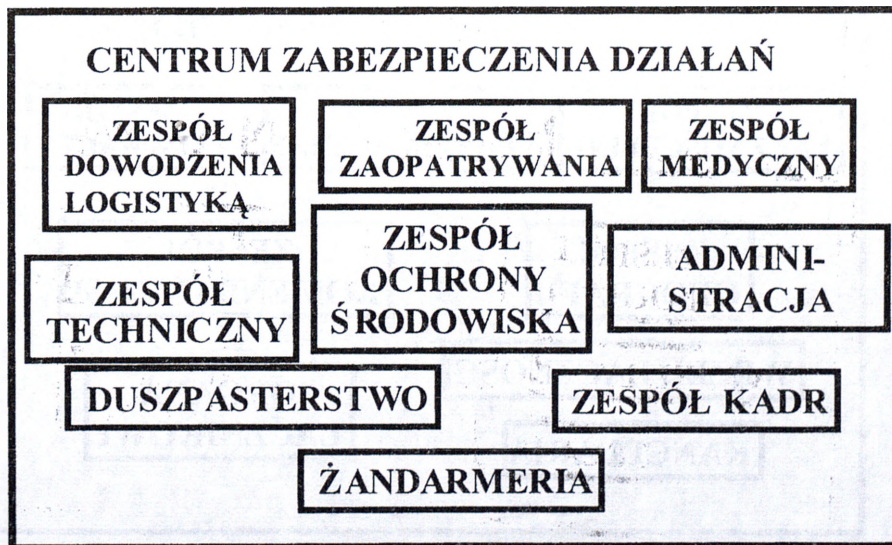 CENTRUM ZABEZPIECZENIA DZIAŁAŃ
ZESPÓŁ
DOWODZENIA
LOGISTYKĄ
ZESPÓŁ
ZAOPATRYWANIA
ZESPÓŁ
MEDYCZNY
ZESPÓŁ
TECHNICZNY
ZESPÓŁ
OCHRONY
ŚRODOWISKA
ADMINI-
STRACJA
DUSZPASTERSTWO
ZESPÓŁ KADR
ŻANDARMERIA